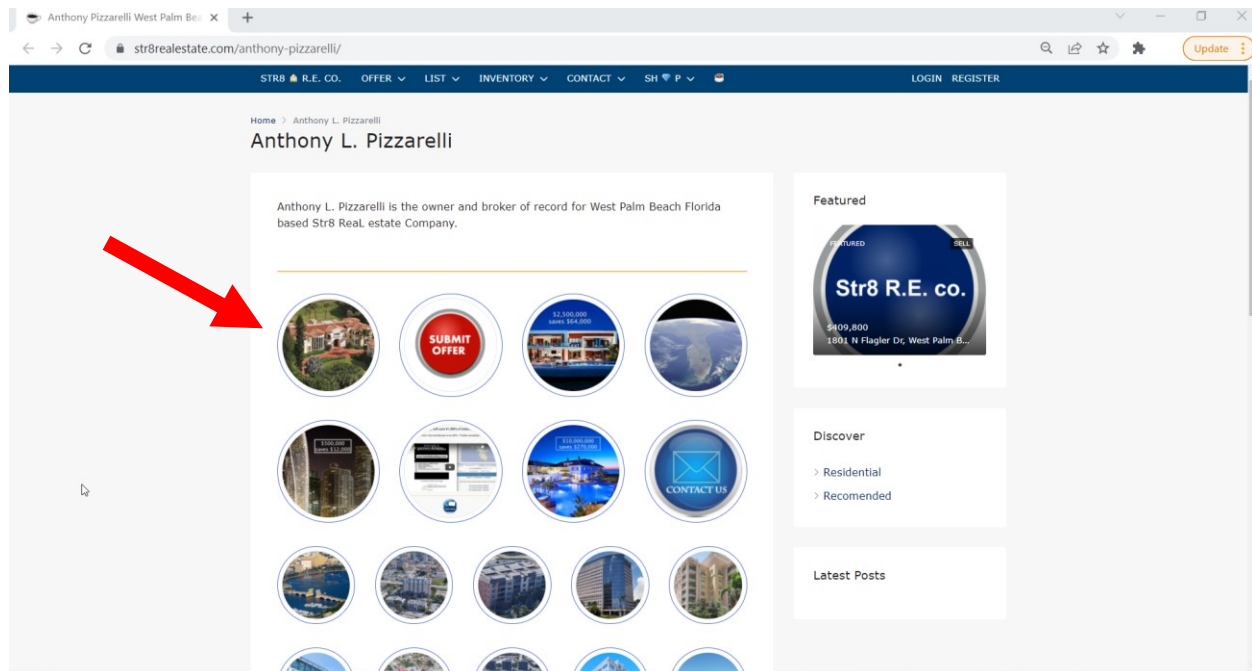 Anthony Pizzarelli West Palm Bea
str8realestate.com/anthony-pizzarelli/
Update
STR8 R.E. CO. OFFER LIST INVENTORY CONTACT SH P LOGIN REGISTER
Home > Anthony L. Pizzarelli
Anthony L. Pizzarelli
Anthony L. Pizzarelli is the owner and broker of record for West Palm Beach Florida
based Str8 ReaL estate Company.
SUBMIT
OFFER
$2,500,000
saves $64,000
$500,000
saves $12,000
$10,000,000
saves $270,000
CONTACT US
Featured
FEATURED SELL
Str8 R.E. co.
$409,800
1801 N Flagler Dr, West Palm B...
Discover
> Residential
> Recomended
Latest Posts